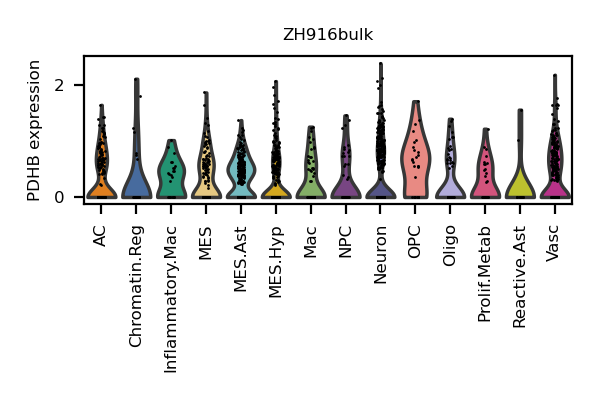 ZH916bulk
PDHB expression
2
0
AC
Chromatin.Reg
Inflammatory.Mac
MES
MES.Ast
MES.Hyp
Mac
NPC
Neuron
OPC
Oligo
Prolif.Metab
Reactive.Ast
Vasc